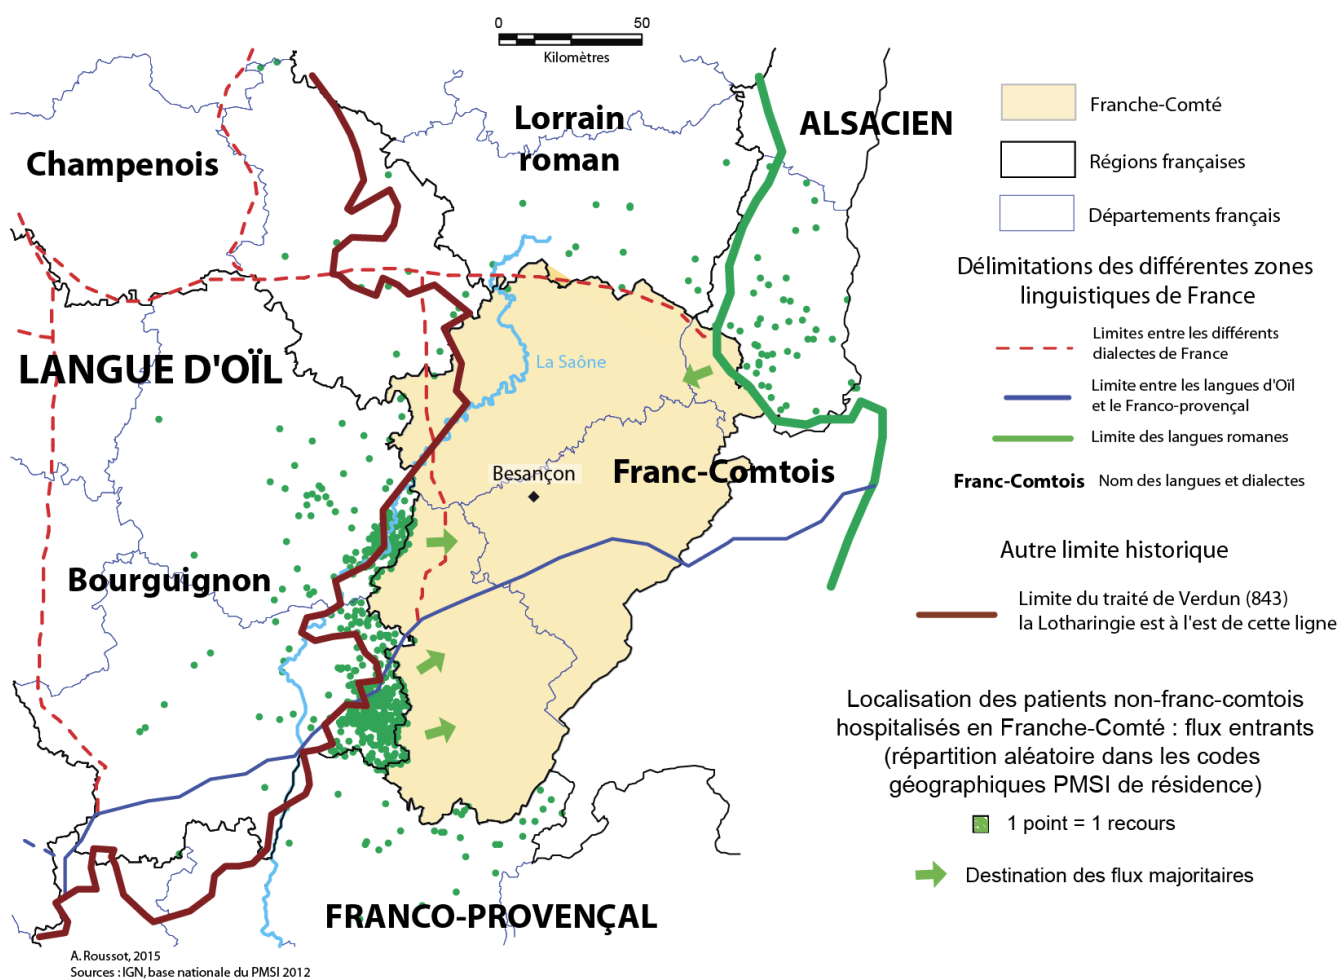 0 50
Kilomètres
Lorrain
roman
ALSACIEN
Champenois
LANGUE D'OÏL
La Saône
Besançon
Franc-Comtois
Bourguignon
FRANCO-PROVENÇAL
A. Roussot, 2015
Sources : IGN, base nationale du PMSI 2012
Franche-Comté
Régions françaises
Départements français
Délimitations des différentes zones
linguistiques de France
Limites entre les différents
dialectes de France
Limite entre les langues d'Oïl
et le Franco-provençal
Limite des langues romanes
Franc-Comtois Nom des langues et dialectes
Autre limite historique
Limite du traité de Verdun (843)
la Lotharingie est à l'est de cette ligne
Localisation des patients non-franc-comtois
hospitalisés en Franche-Comté : flux entrants
(répartition aléatoire dans les codes
géographiques PMSI de résidence)
1 point = 1 recours
Destination des flux majoritaires